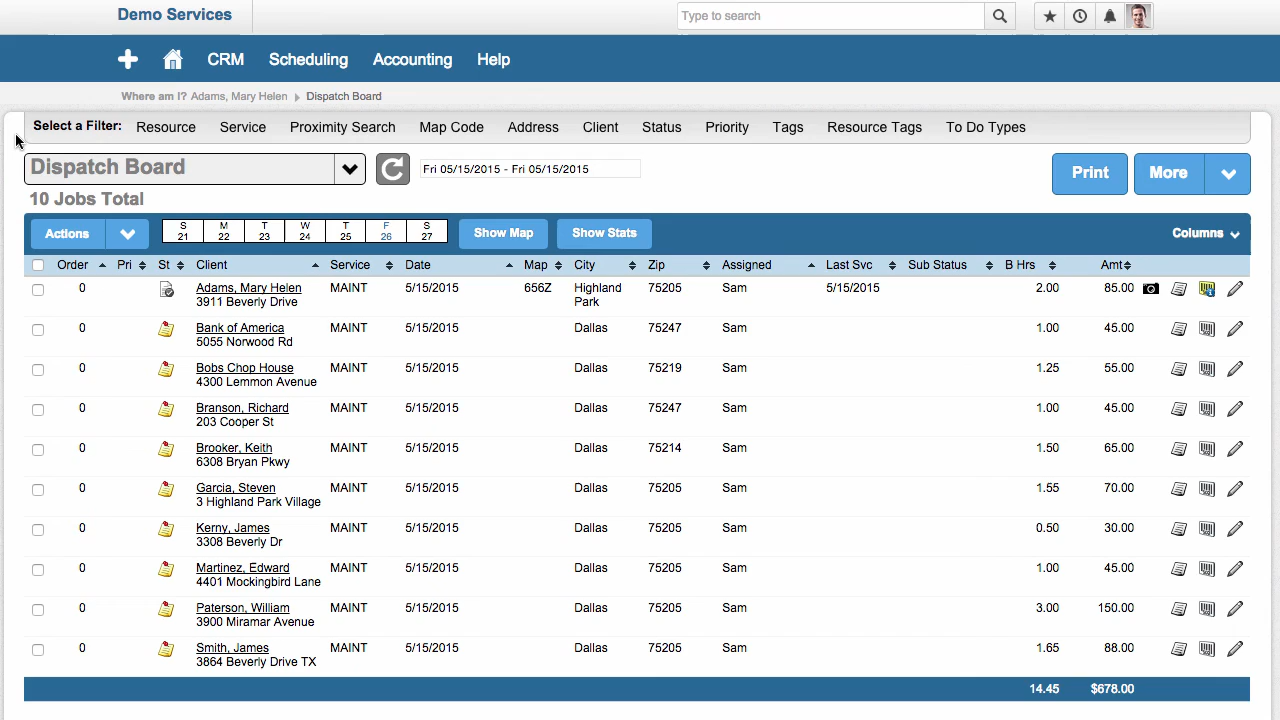 Demo Services
Type to search
CRM Scheduling Accounting Help
Where am I? Adams, Mary Helen Dispatch Board
Select a Filter: Resource Service Proximity Search Map Code Address Client Status Priority Tags Resource Tags To Do Types
Dispatch Board Fri 05/15/2015 - Fri 05/15/2015 Print More
10 Jobs Total
Actions S 21 M 22 T 23 W 24 T 25 F 26 S 27 Show Map Show Stats Columns
Order Pri St Client Service Date Map City Zip Assigned Last Svc Sub Status B Hrs Amt
0 Adams, Mary Helen MAINT 5/15/2015 656Z Highland 75205 Sam 5/15/2015 2.00 85.00
3911 Beverly Drive Park
0 Bank of America MAINT 5/15/2015 Dallas 75247 Sam 1.00 45.00
5055 Norwood Rd
0 Bobs Chop House MAINT 5/15/2015 Dallas 75219 Sam 1.25 55.00
4300 Lemmon Avenue
0 Branson, Richard MAINT 5/15/2015 Dallas 75247 Sam 1.00 45.00
203 Cooper St
0 Brooker, Keith MAINT 5/15/2015 Dallas 75214 Sam 1.50 65.00
6308 Bryan Pkwy
0 Garcia, Steven MAINT 5/15/2015 Dallas 75205 Sam 1.55 70.00
3 Highland Park Village
0 Kerny, James MAINT 5/15/2015 Dallas 75205 Sam 0.50 30.00
3308 Beverly Dr
0 Martinez, Edward MAINT 5/15/2015 Dallas 75205 Sam 1.00 45.00
4401 Mockingbird Lane
0 Paterson, William MAINT 5/15/2015 Dallas 75205 Sam 3.00 150.00
3900 Miramar Avenue
0 Smith, James MAINT 5/15/2015 Dallas 75205 Sam 1.65 88.00
3864 Beverly Drive TX
14.45 $678.00